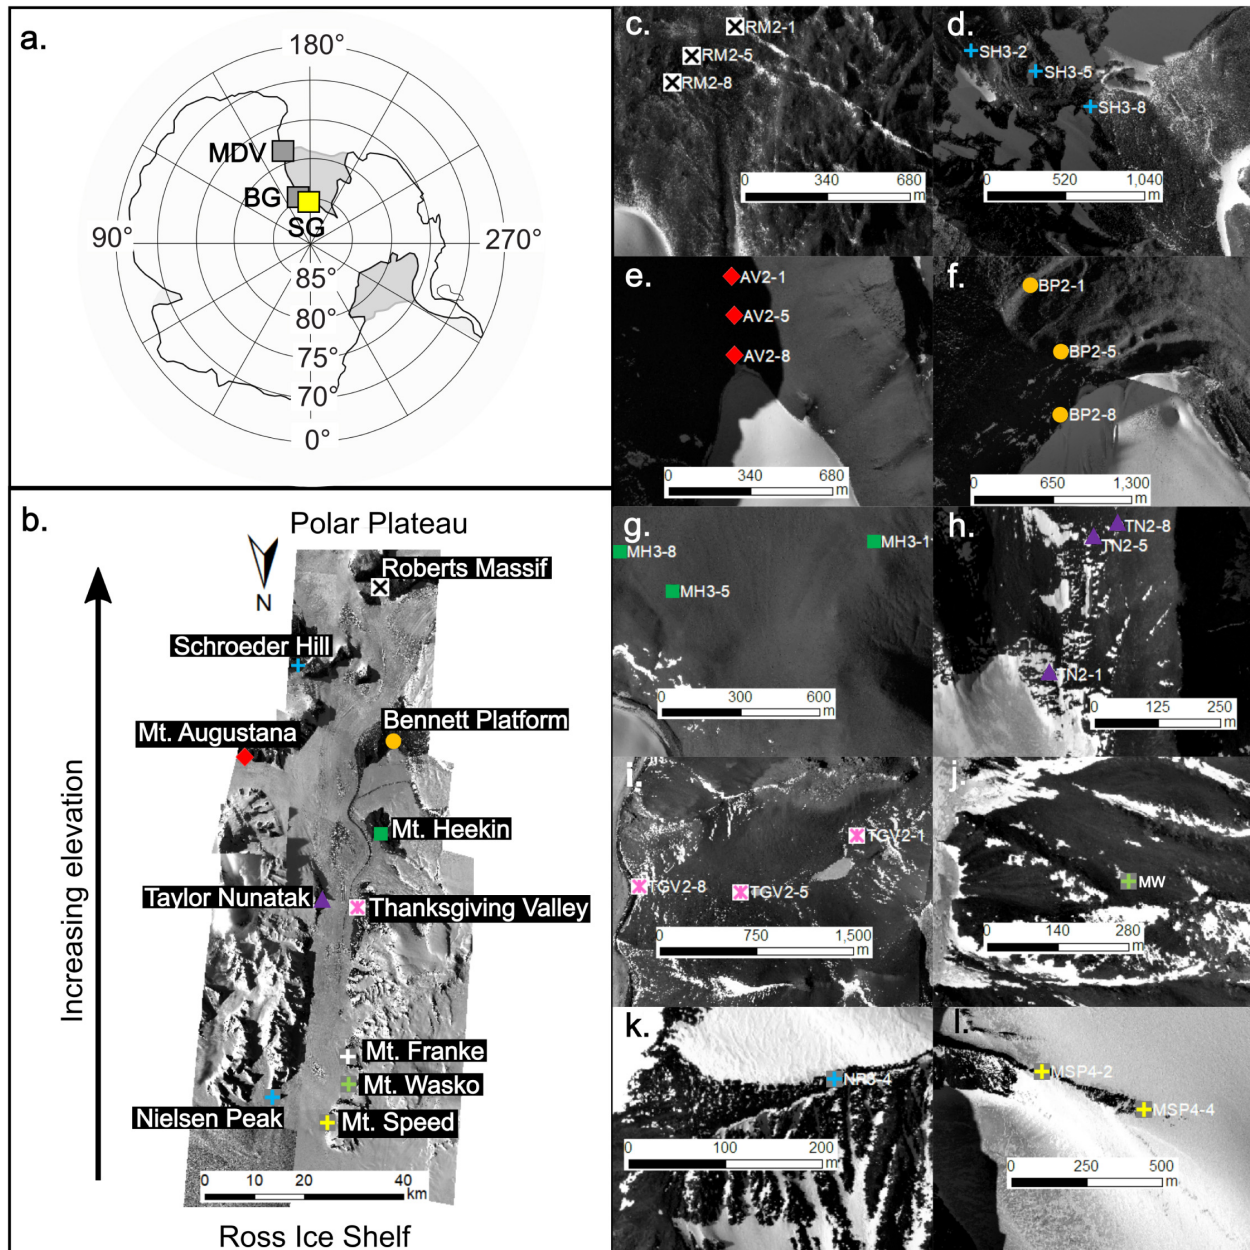 a.
180°
MDV
BG
SG
90°
270°
85°
80°
75°
70°
0°
b.
Polar Plateau
N
Roberts Massif
Schroeder Hill
Bennett Platform
Mt. Augustana
Mt. Heekin
Taylor Nunatak
Thanksgiving Valley
Increasing elevation
Mt. Franke
Mt. Wasko
Nielsen Peak
Mt. Speed
0 10 20 40
km
Ross Ice Shelf
c.
RM2-1
RM2-5
RM2-8
0 340 680
m
d.
SH3-2
SH3-5
SH3-8
0 520 1,040
m
e.
AV2-1
AV2-5
AV2-8
0 340 680
m
f.
BP2-1
BP2-5
BP2-8
0 650 1,300
m
g.
MH3-1
MH3-8
MH3-5
0 300 600
m
h.
TN2-8
TN2-5
TN2-1
0 125 250
m
i.
TGV2-1
TGV2-8
TGV2-5
0 750 1,500
m
j.
MW
0 140 280
m
k.
0 100 200
m
l.
MSP4-2
MSP4-4
0 250 500
m